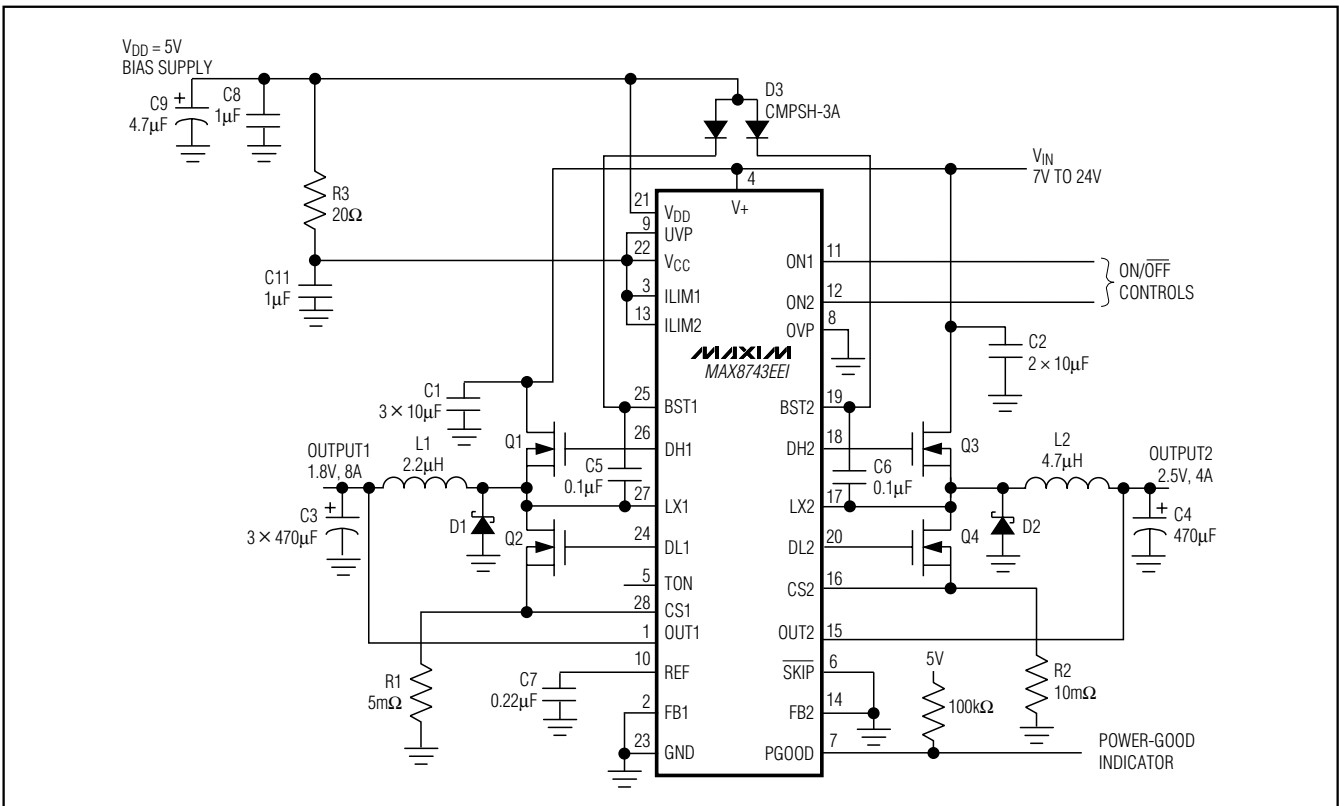 V_DD = 5V
BIAS SUPPLY
C9
+
4.7µF
C8
1µF
D3
CMPSH-3A
V_IN
7V TO 24V
R3
20Ω
C11
1µF
4
V+
21
V_DD
9
UVP
22
V_CC
3
ILIM1
13
ILIM2
ON1
11
ON2
12
ON/O̅F̅F̅
CONTROLS
OVP
8
MAXIM
MAX8743EEI
C2
2 × 10µF
C1
3 × 10µF
25
BST1
BST2
19
Q1
26
DH1
DH2
18
Q3
OUTPUT1
1.8V, 8A
L1
2.2µH
C5
0.1µF
C6
0.1µF
L2
4.7µH
OUTPUT2
2.5V, 4A
27
LX1
LX2
17
+
C3
3 × 470µF
D1
Q2
24
DL1
DL2
20
Q4
D2
+
C4
470µF
5
TON
CS2
16
28
CS1
1
OUT1
OUT2
15
10
REF
S̅K̅I̅P̅
6
5V
R1
5mΩ
C7
0.22µF
R2
10mΩ
2
FB1
FB2
14
100kΩ
23
GND
PGOOD
7
POWER-GOOD
INDICATOR